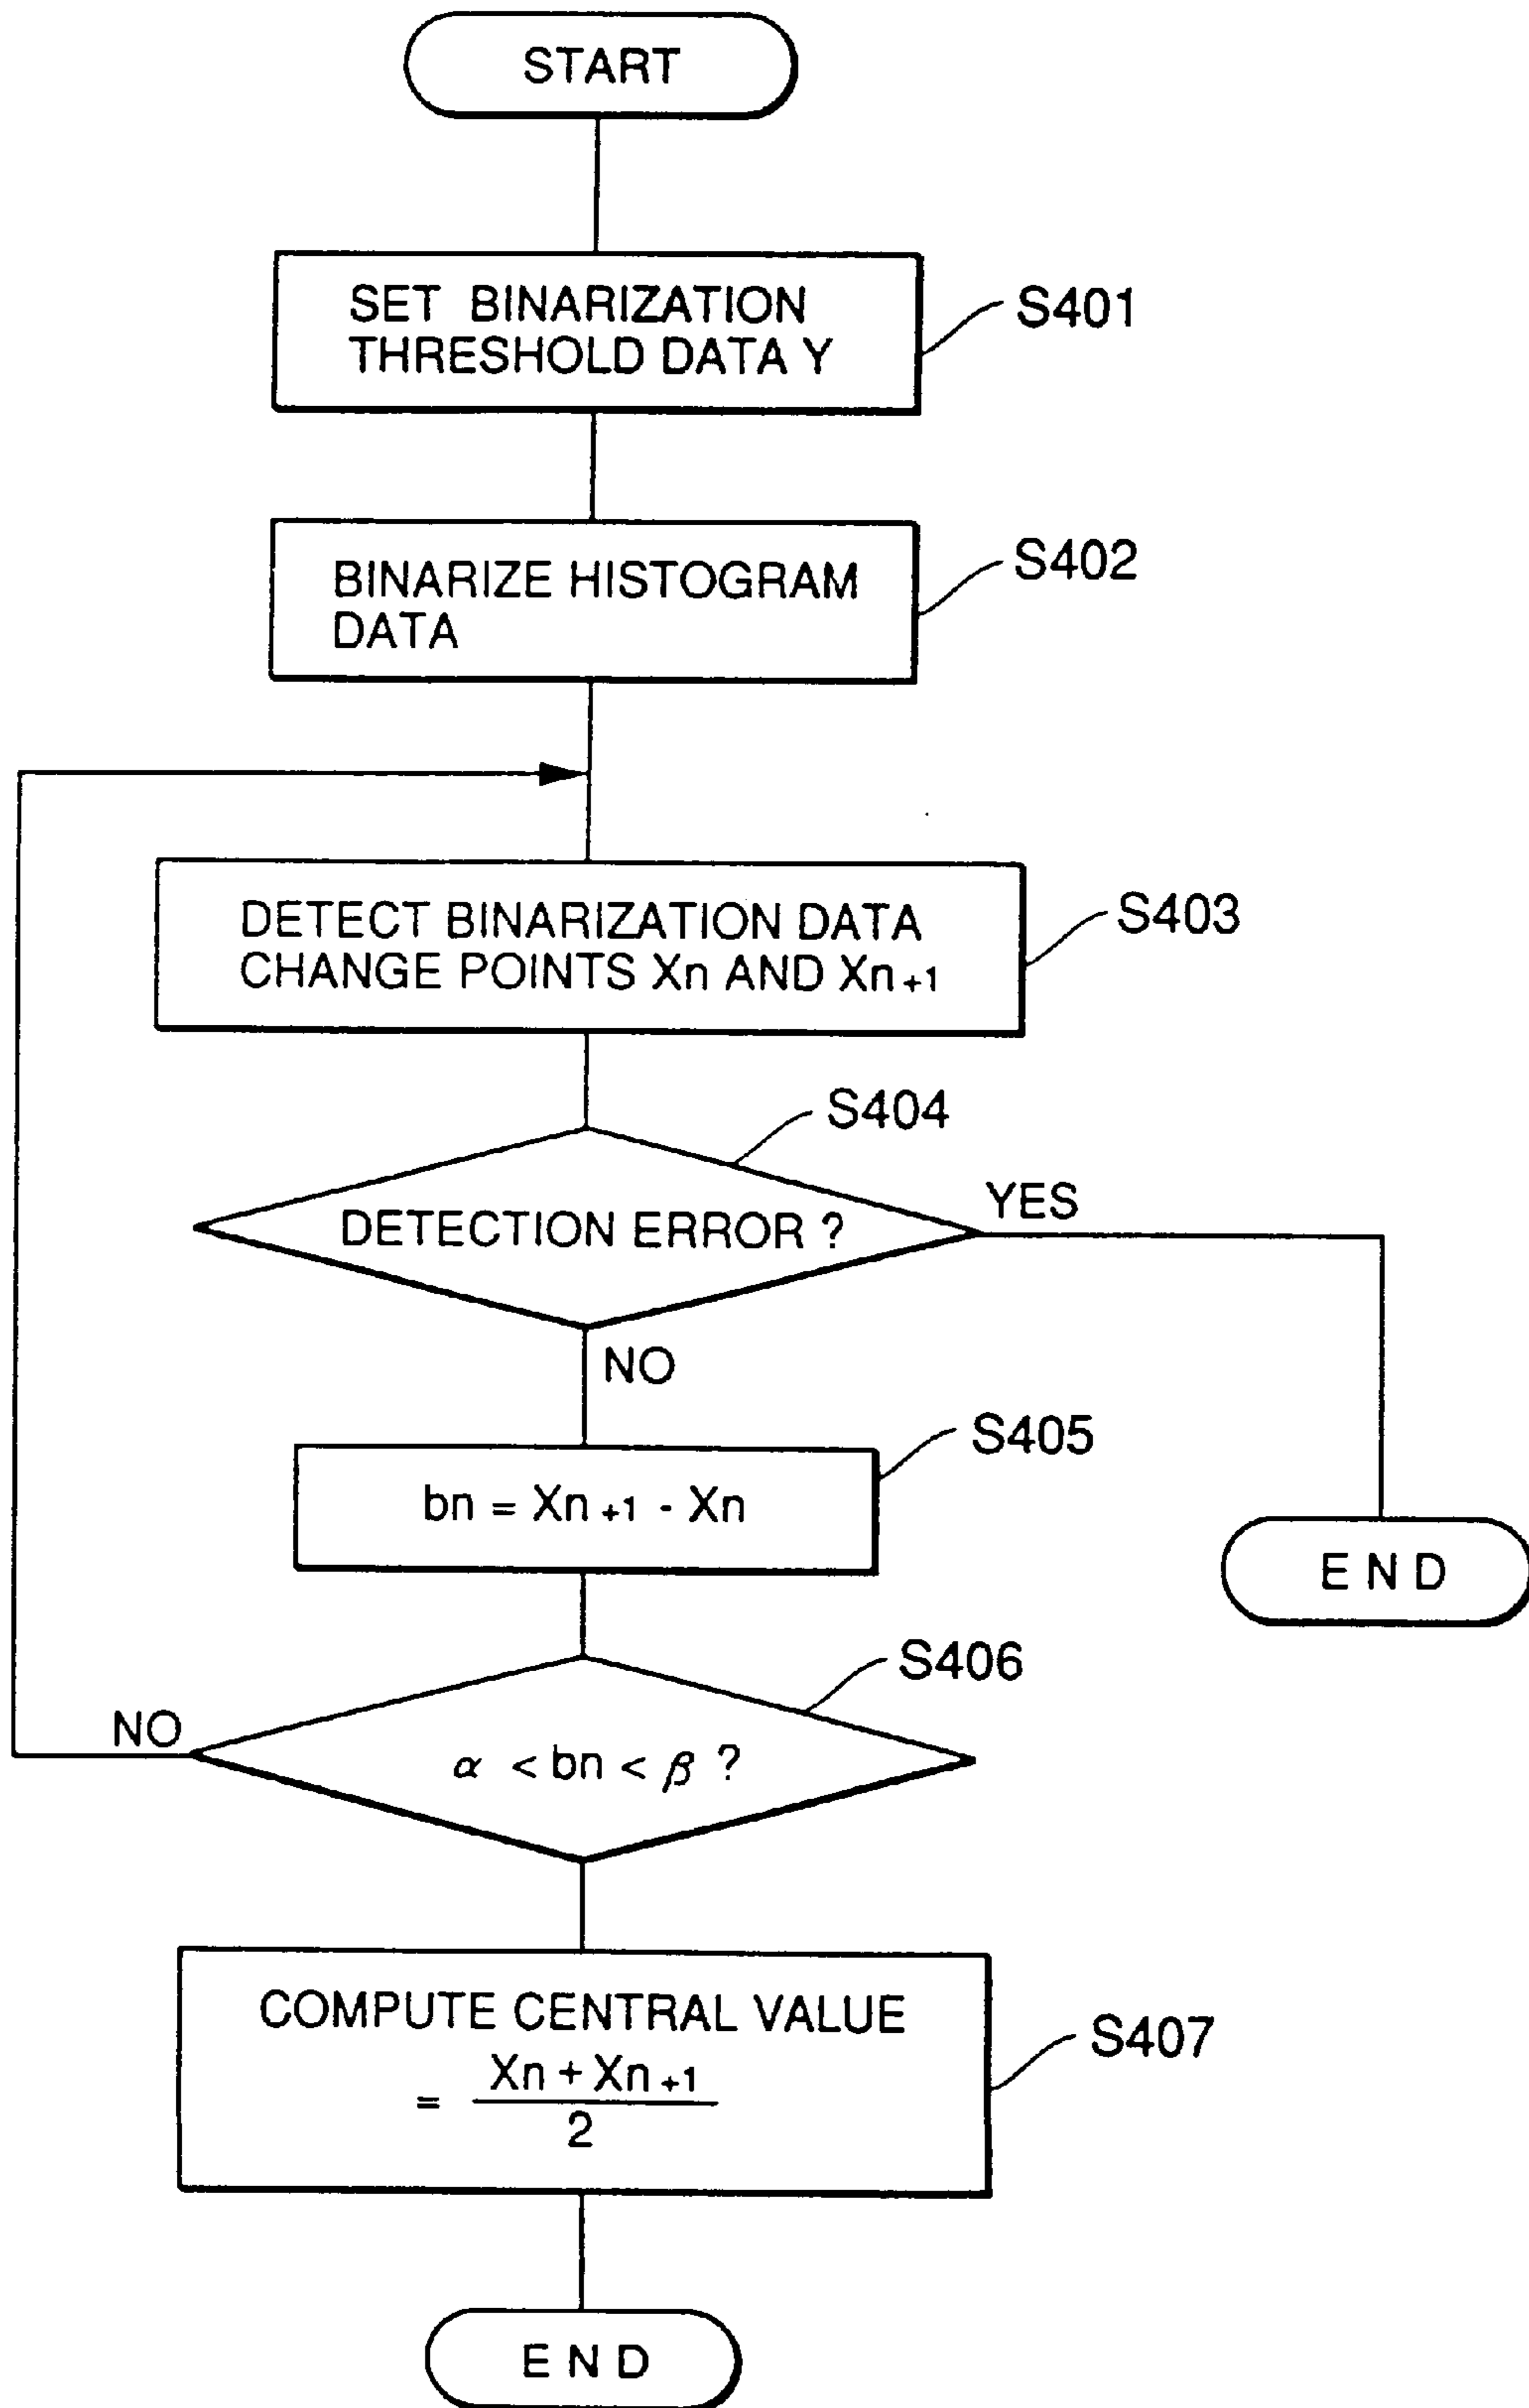 START
SET BINARIZATION
THRESHOLD DATA Y
S401
BINARIZE HISTOGRAM
DATA
S402
DETECT BINARIZATION DATA
CHANGE POINTS Xn AND Xn +1
S403
S404
DETECTION ERROR ?
YES
NO
S405
bn = Xn +1 - Xn
END
S406
NO
α < bn < β ?
COMPUTE CENTRAL VALUE
= Xn + Xn +1
2
S407
END